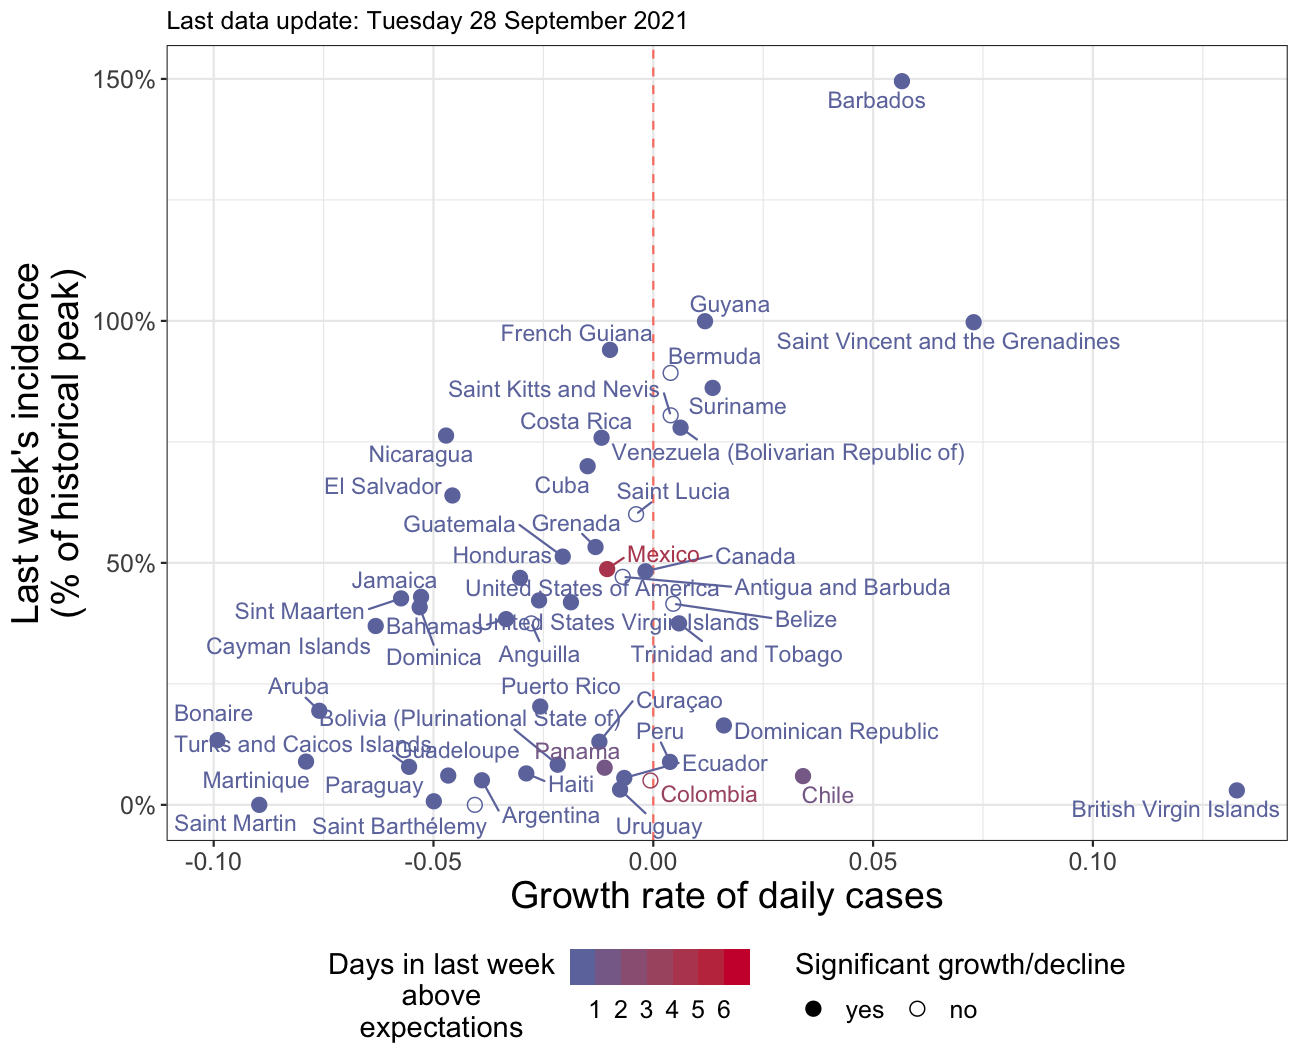 Last data update: Tuesday 28 September 2021
Last week's incidence
(% of historical peak)
150%
100%
50%
0%
Barbados
Guyana
French Guiana
Saint Vincent and the Grenadines
Bermuda
Saint Kitts and Nevis
Suriname
Costa Rica
Nicaragua
Venezuela (Bolivarian Republic of)
El Salvador
Cuba
Saint Lucia
Guatemala
Grenada
Honduras
Mexico
Canada
Jamaica
United States of America
Antigua and Barbuda
Sint Maarten
Bahamas
United States Virgin Islands
Belize
Cayman Islands
Dominica
Anguilla
Trinidad and Tobago
Aruba
Puerto Rico
Curaçao
Bonaire
Bolivia (Plurinational State of)
Peru
Dominican Republic
Turks and Caicos Islands
Guadeloupe
Panama
Ecuador
Martinique
Paraguay
Haiti
Colombia
Chile
British Virgin Islands
Saint Martin
Saint Barthélemy
Argentina
Uruguay
-0.10
-0.05
0.00
0.05
0.10
Growth rate of daily cases
Days in last week
above
expectations
1 2 3 4 5 6
Significant growth/decline
yes
no